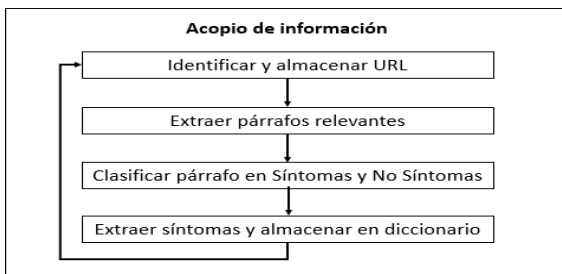 Acopio de información
Identificar y almacenar URL
Extraer párrafos relevantes
Clasificar párrafo en Síntomas y No Síntomas
Extraer síntomas y almacenar en diccionario